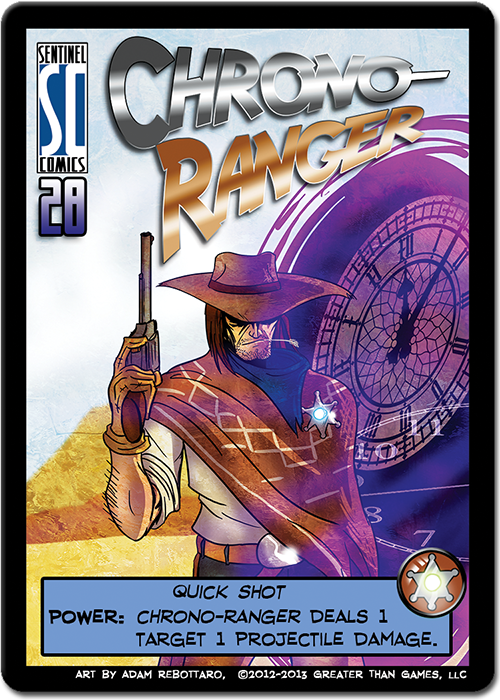 SENTINEL
SC
COMICS
28
CHRONO-
RANGER
QUICK SHOT
POWER: CHRONO-RANGER DEALS 1
TARGET 1 PROJECTILE DAMAGE.
ART BY ADAM REBOTTARO, ©2012-2013 GREATER THAN GAMES, LLC